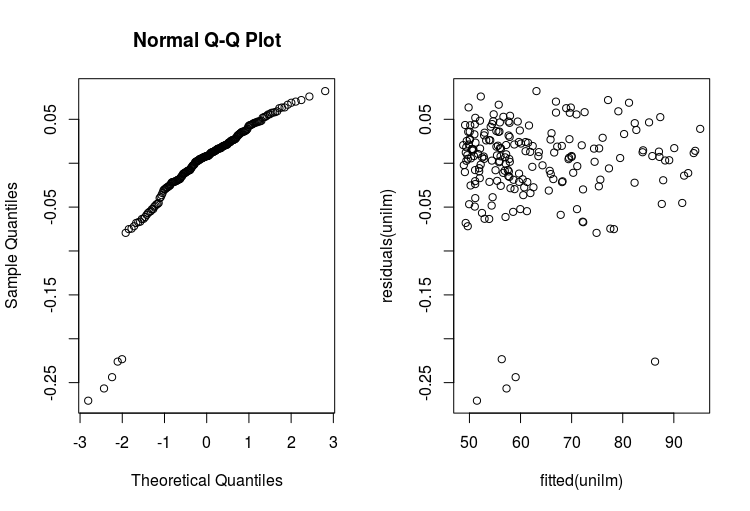 Normal Q-Q Plot
Sample Quantiles
0.05
-0.05
-0.15
-0.25
-3 -2 -1 0 1 2 3
Theoretical Quantiles
residuals(unilm)
0.05
-0.05
-0.15
-0.25
50 60 70 80 90
fitted(unilm)